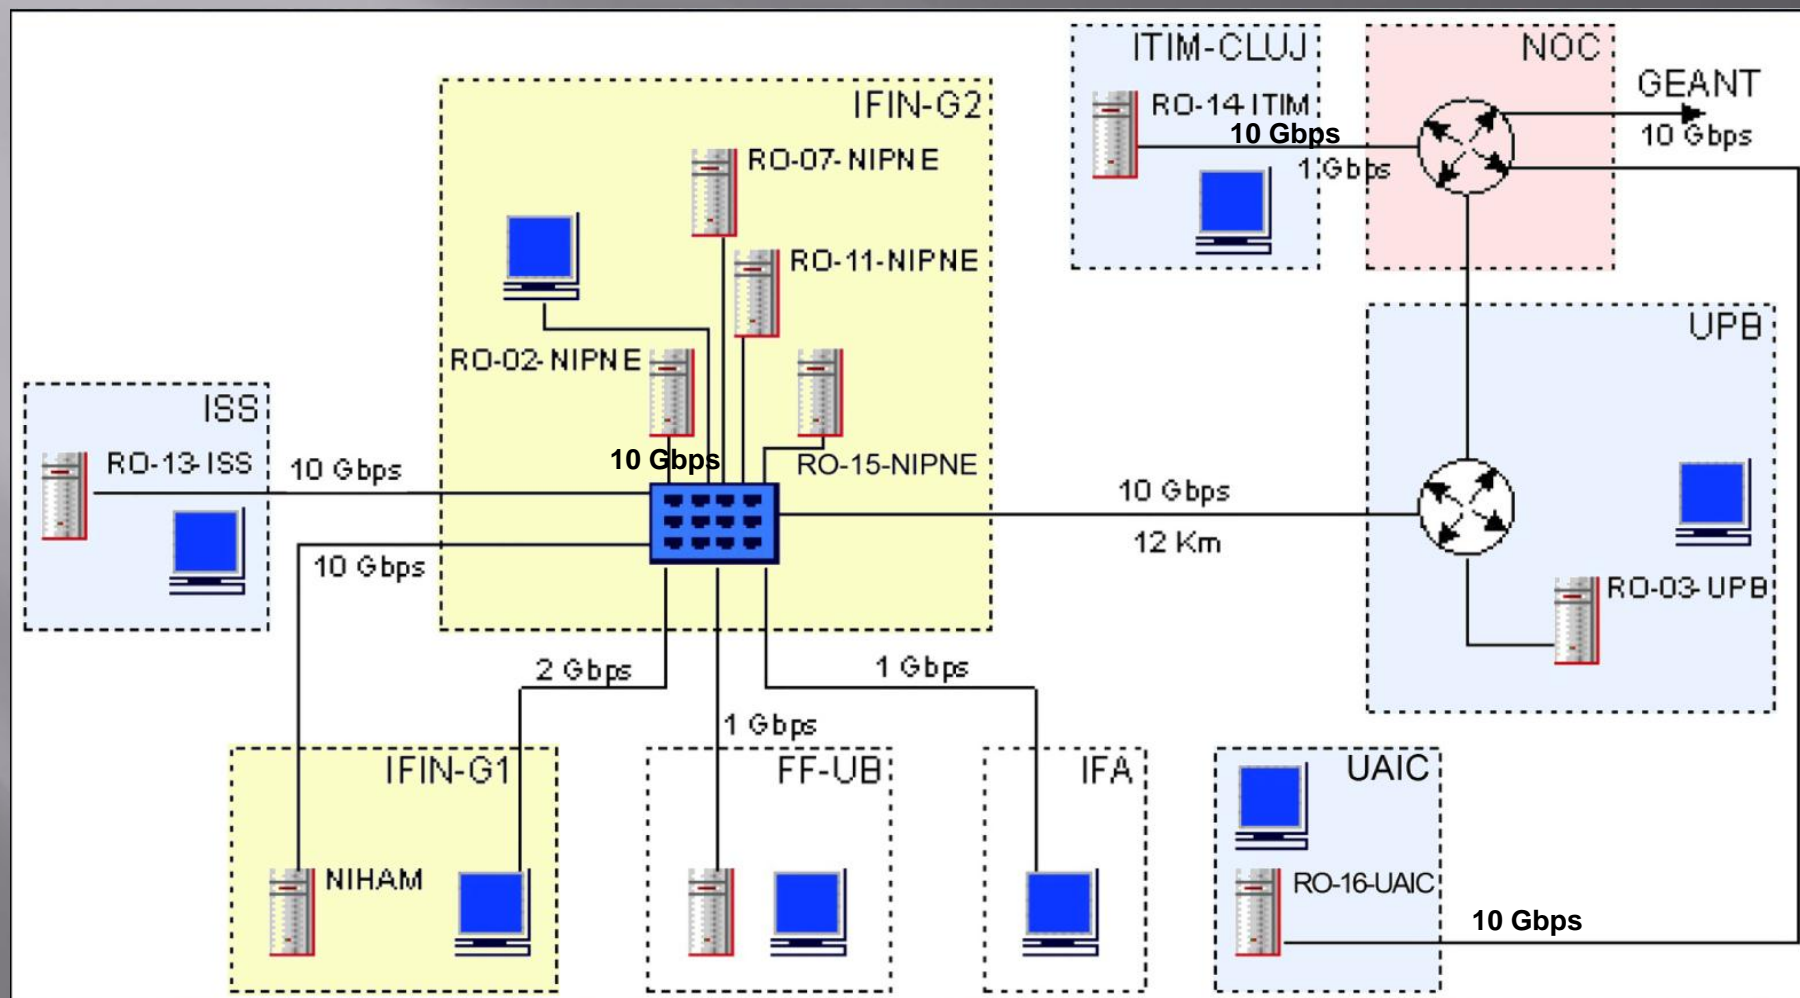 ITIM-CLUJ
NOC
GEANT
10 Gbps
RO-14-ITIM
10 Gbps
1 Gbps
IFIN-G2
RO-07-NIPNE
RO-11-NIPNE
RO-02-NIPNE
10 Gbps
RO-15-NIPNE
UPB
RO-03-UPB
ISS
RO-13-ISS
10 Gbps
10 Gbps
10 Gbps
12 Km
2 Gbps
1 Gbps
1 Gbps
IFIN-G1
NIHAM
FF-UB
IFA
UAIC
RO-16-UAIC
10 Gbps